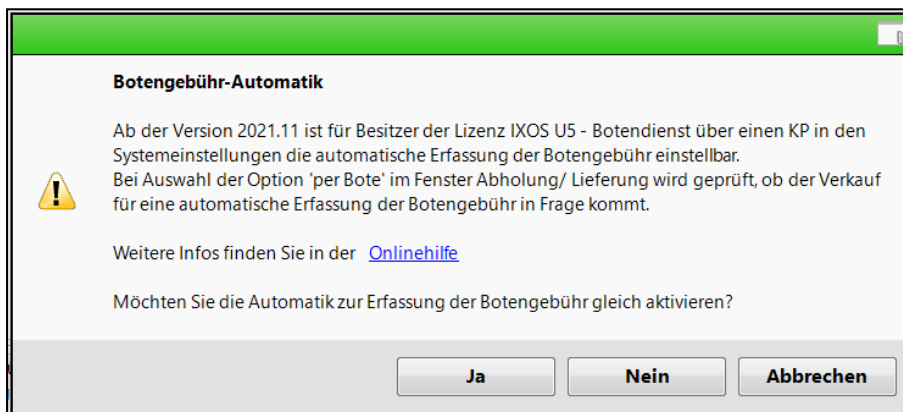 Botengebühr-Automatik
Ab der Version 2021.11 ist für Besitzer der Lizenz IXOS U5 - Botendienst über einen KP in den
Systemeinstellungen die automatische Erfassung der Botengebühr einstellbar.
Bei Auswahl der Option 'per Bote' im Fenster Abholung/ Lieferung wird geprüft, ob der Verkauf
für eine automatische Erfassung der Botengebühr in Frage kommt.
Weitere Infos finden Sie in der Onlinehilfe
Möchten Sie die Automatik zur Erfassung der Botengebühr gleich aktivieren?
Ja Nein Abbrechen